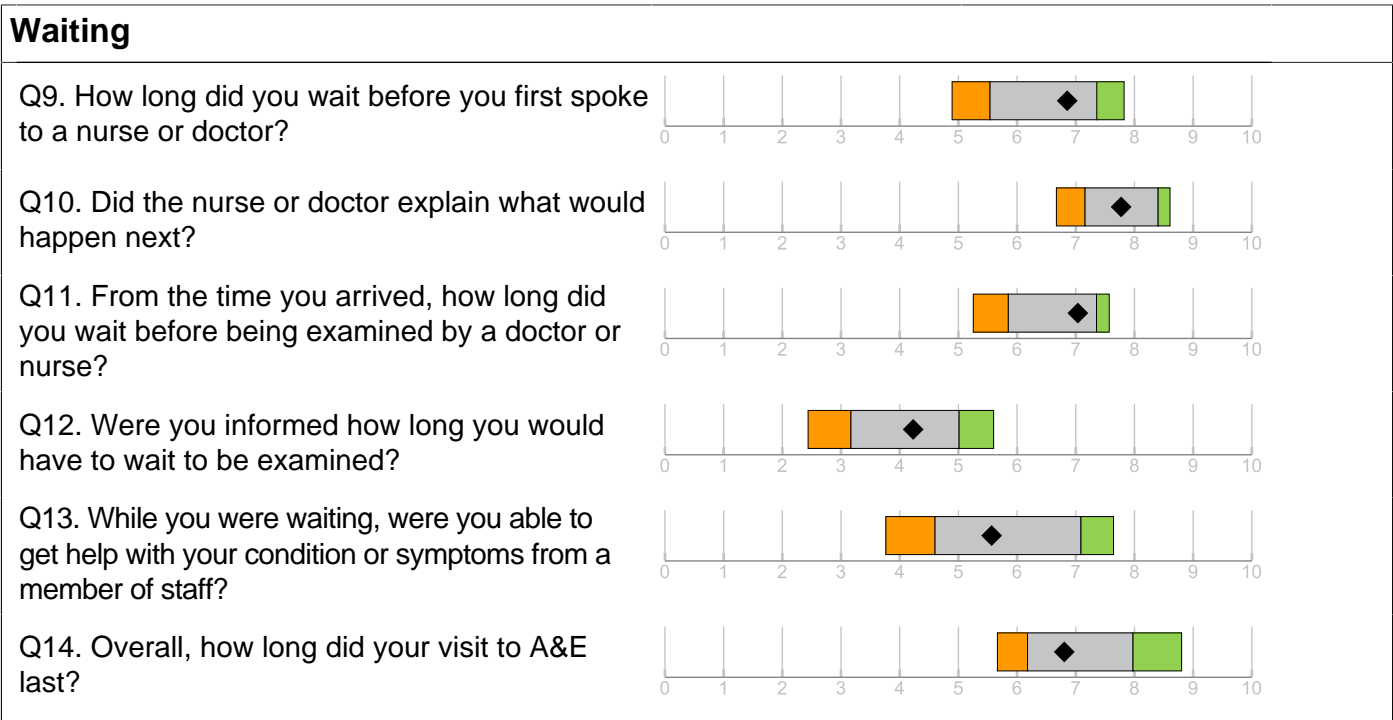 Waiting
Q9. How long did you wait before you first spoke
to a nurse or doctor?
0 1 2 3 4 5 6 7 8 9 10
Q10. Did the nurse or doctor explain what would
happen next?
0 1 2 3 4 5 6 7 8 9 10
Q11. From the time you arrived, how long did
you wait before being examined by a doctor or
nurse?
0 1 2 3 4 5 6 7 8 9 10
Q12. Were you informed how long you would
have to wait to be examined?
0 1 2 3 4 5 6 7 8 9 10
Q13. While you were waiting, were you able to
get help with your condition or symptoms from a
member of staff?
0 1 2 3 4 5 6 7 8 9 10
Q14. Overall, how long did your visit to A&E
last?
0 1 2 3 4 5 6 7 8 9 10